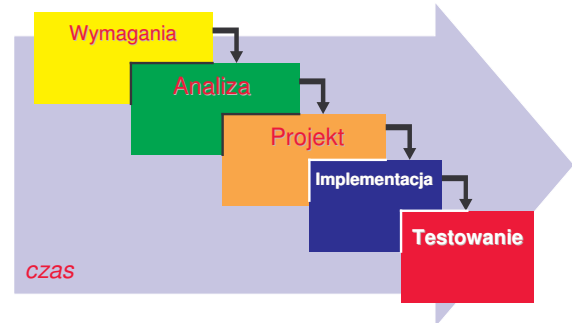 Wymagania
Analiza
Projekt
Implementacja
Testowanie
czas